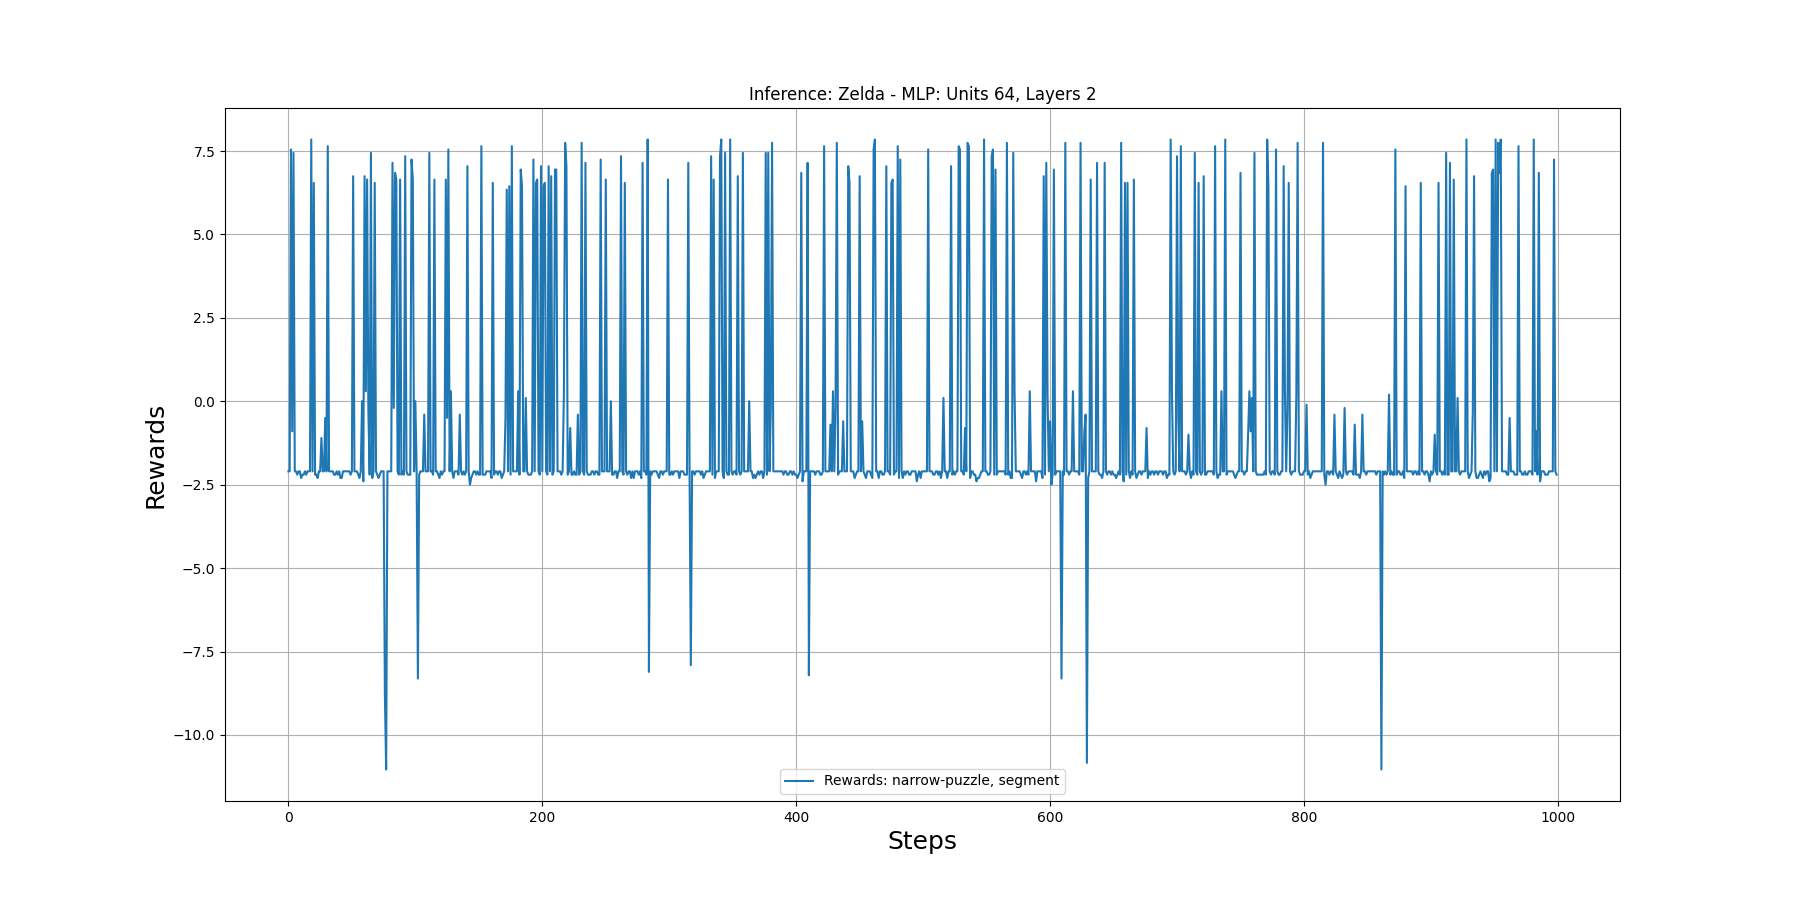 Inference: Zelda - MLP: Units 64, Layers 2
7.5
5.0
2.5
0.0
−2.5
−5.0
−7.5
−10.0
Rewards
Rewards: narrow-puzzle, segment
0 200 400 600 800 1000
Steps